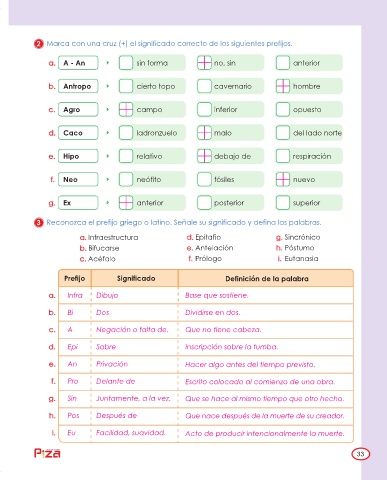 2 Marca con una cruz (+) el significado correcto de los siguientes prefijos.
a. A - An sin forma no, sin anterior
b. Antropo cierto topo cavernario hombre
c. Agro campo inferior opuesto
d. Caco ladronzuelo malo del lado norte
e. Hipo relativo debajo de respiración
f. Neo neófito fósiles nuevo
g. Ex anterior posterior superior
3 Reconozca el prefijo griego o latino. Señale su significado y defina las palabras.
a. Infraestructura d. Epitafio g. Sincrónico
b. Bifucarse e. Antelación h. Póstumo
c. Acéfalo f. Prólogo i. Eutanasia
Prefijo Significado Definición de la palabra
a. Infra Dibujo Base que sostiene.
b. Bi Dos Dividirse en dos.
c. A Negación o falta de. Que no tiene cabeza.
d. Epi Sobre Inscripción sobre la tumba.
e. An Privación Hacer algo antes del tiempo previsto.
f. Pro Delante de Escrito colocado al comienzo de una obra.
g. Sin Juntamente, a la vez. Que se hace al mismo tiempo que otro hecho.
h. Pos Después de Que nace después de la muerte de su creador.
i. Eu Facilidad, suavidad. Acto de producir intencionalmente la muerte.
Piza 33